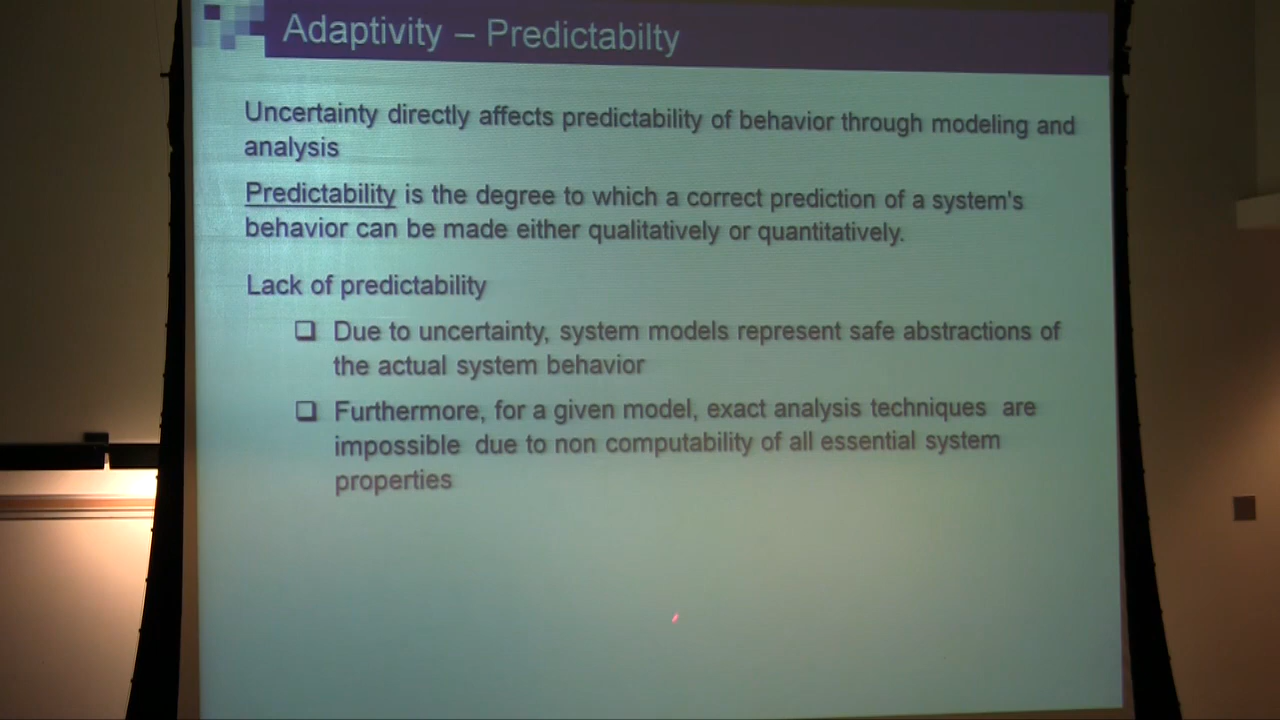 Adaptivity – Predictabilty
Uncertainty directly affects predictability of behavior through modeling and
analysis
Predictability is the degree to which a correct prediction of a system's
behavior can be made either qualitatively or quantitatively.
Lack of predictability
❑ Due to uncertainty, system models represent safe abstractions of
the actual system behavior
❑ Furthermore, for a given model, exact analysis techniques are
impossible due to non computability of all essential system
properties